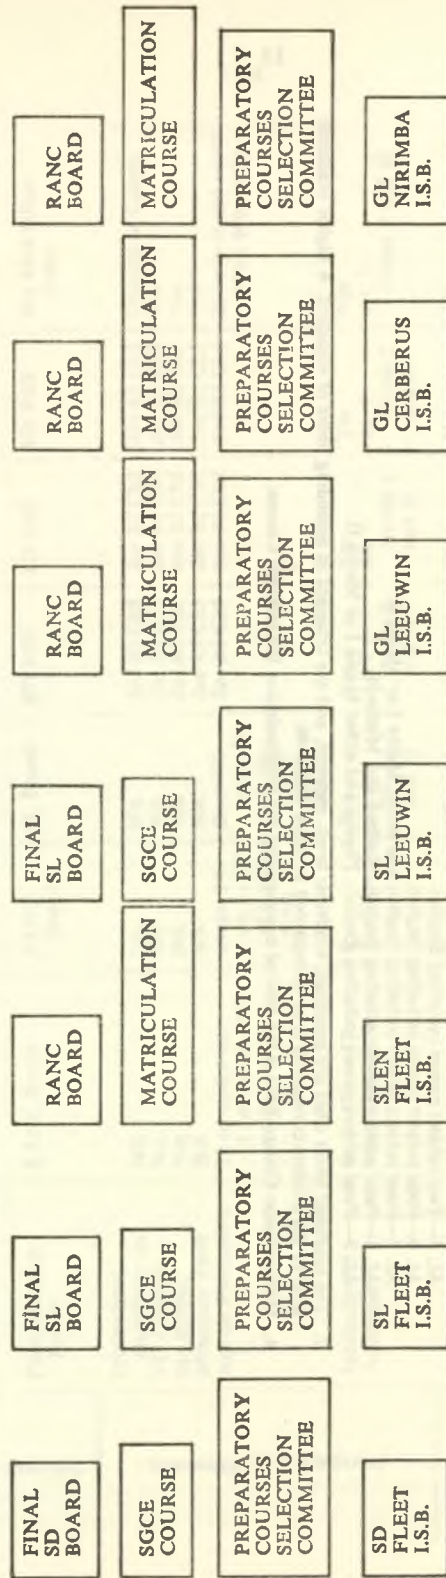 FINAL
SD
BOARD
FINAL
SL
BOARD
RANC
BOARD
FINAL
SL
BOARD
RANC
BOARD
RANC
BOARD
RANC
BOARD
SGCE
COURSE
SGCE
COURSE
MATRICULATION
COURSE
SGCE
COURSE
MATRICULATION
COURSE
MATRICULATION
COURSE
MATRICULATION
COURSE
PREPARATORY
COURSES
SELECTION
COMMITTEE
PREPARATORY
COURSES
SELECTION
COMMITTEE
PREPARATORY
COURSES
SELECTION
COMMITTEE
PREPARATORY
COURSES
SELECTION
COMMITTEE
PREPARATORY
COURSES
SELECTION
COMMITTEE
PREPARATORY
COURSES
SELECTION
COMMITTEE
PREPARATORY
COURSES
SELECTION
COMMITTEE
SD
FLEET
I.S.B.
SL
FLEET
I.S.B.
SLEN
FLEET
I.S.B.
SL
LEEUWIN
I.S.B.
GL
LEEUWIN
I.S.B.
GL
CERBERUS
I.S.B.
GL
NIRIMBA
I.S.B.